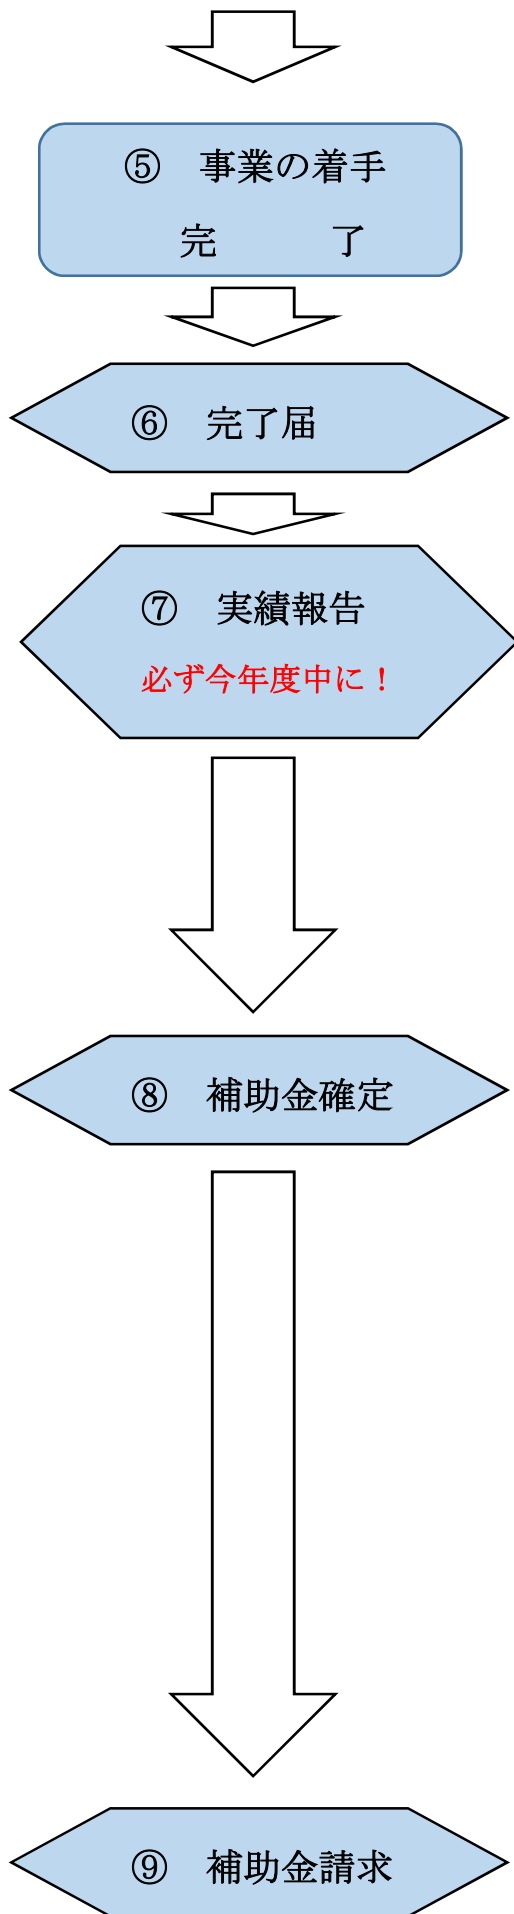 ⑤　事業の着手
完　　　了
⑥　完了届
⑦　実績報告
必ず今年度中に！
⑧　補助金確定
⑨　補助金請求